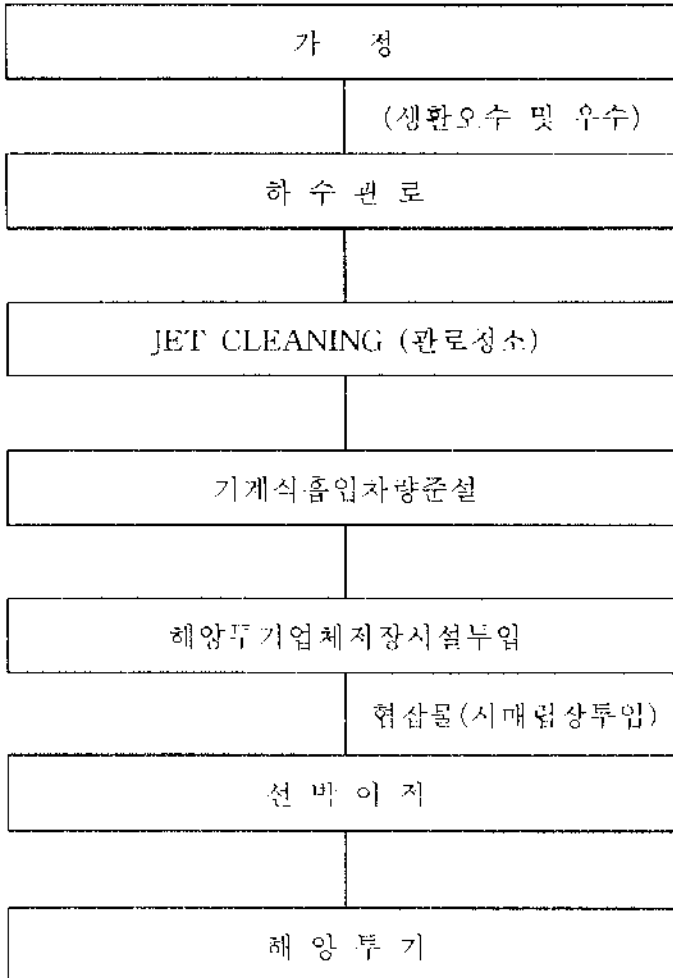 가 정
(생활오수 및 우수)
하 수 관 로
JET CLEANING (관로청소)
기계식흡입차량준설
해양투기업체저장시설투입
협잡물(시매립장투입)
선 박 이 적
해 양 투 기